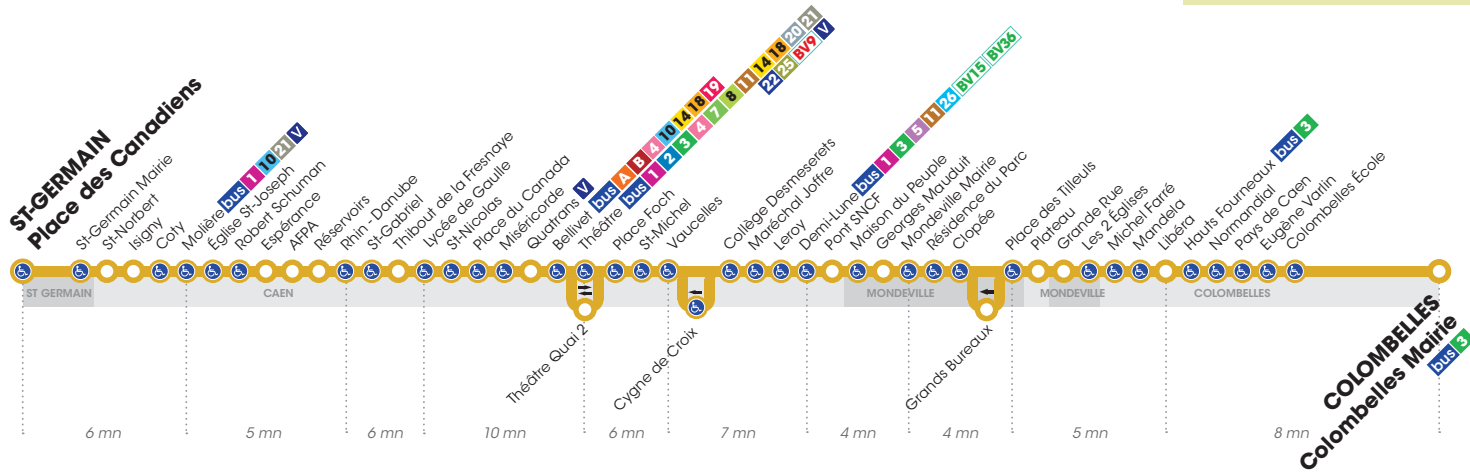 ST-GERMAIN
Place des Canadiens
St-Germain Mairie
St-Norbert
Isigny
Coty
Molière bus 1 10 21 V
Église St-Joseph
Robert Schuman
Espérance
AFPA
Réservoirs
Rhin - Danube
St-Gabriel
Thibout de la Fresnaye
Lycée de Gaulle
St-Nicolas
Place du Canada
Miséricorde
Quatrans V
Bellivet bus A B 4 10 14 18 19
Théâtre bus 1 2 3 4 7 8 11 14 18 20 21
22 25 BV9 V
Place Foch
St-Michel
Vaucelles
Collège Desmeserets
Maréchal Joffre
Leroy
Demi-Lune bus 1 3 5 11 26 BV15 BV36
Pont SNCF
Maison du Peuple
Georges Mauduit
Mondeville Mairie
Résidence du Parc
Clopée
Place des Tilleuls
Plateau
Grande Rue
Les 2 Églises
Michel Farré
Mandela
Libéra
Hauts Fourneaux bus 3
Normandial
Pays de Caen
Eugène Varlin
Colombelles École
ST GERMAIN
CAEN
MONDEVILLE
MONDEVILLE
COLOMBELLES
Théâtre Quai 2
Cygne de Croix
Grands Bureaux
COLOMBELLES
Colombelles Mairie
bus 3
6 mn
5 mn
6 mn
10 mn
6 mn
7 mn
4 mn
4 mn
5 mn
8 mn